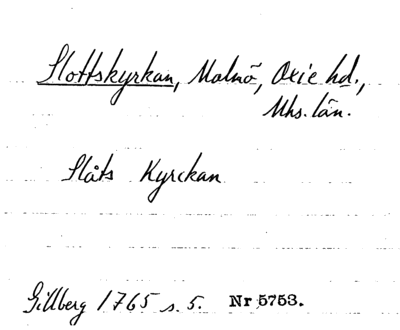 Slottskyrkan, Malmö, Oxie hd.,
Mhs. län.
Slåts Kyrckan
Gillberg 1765 s. 5. Nr 5753.